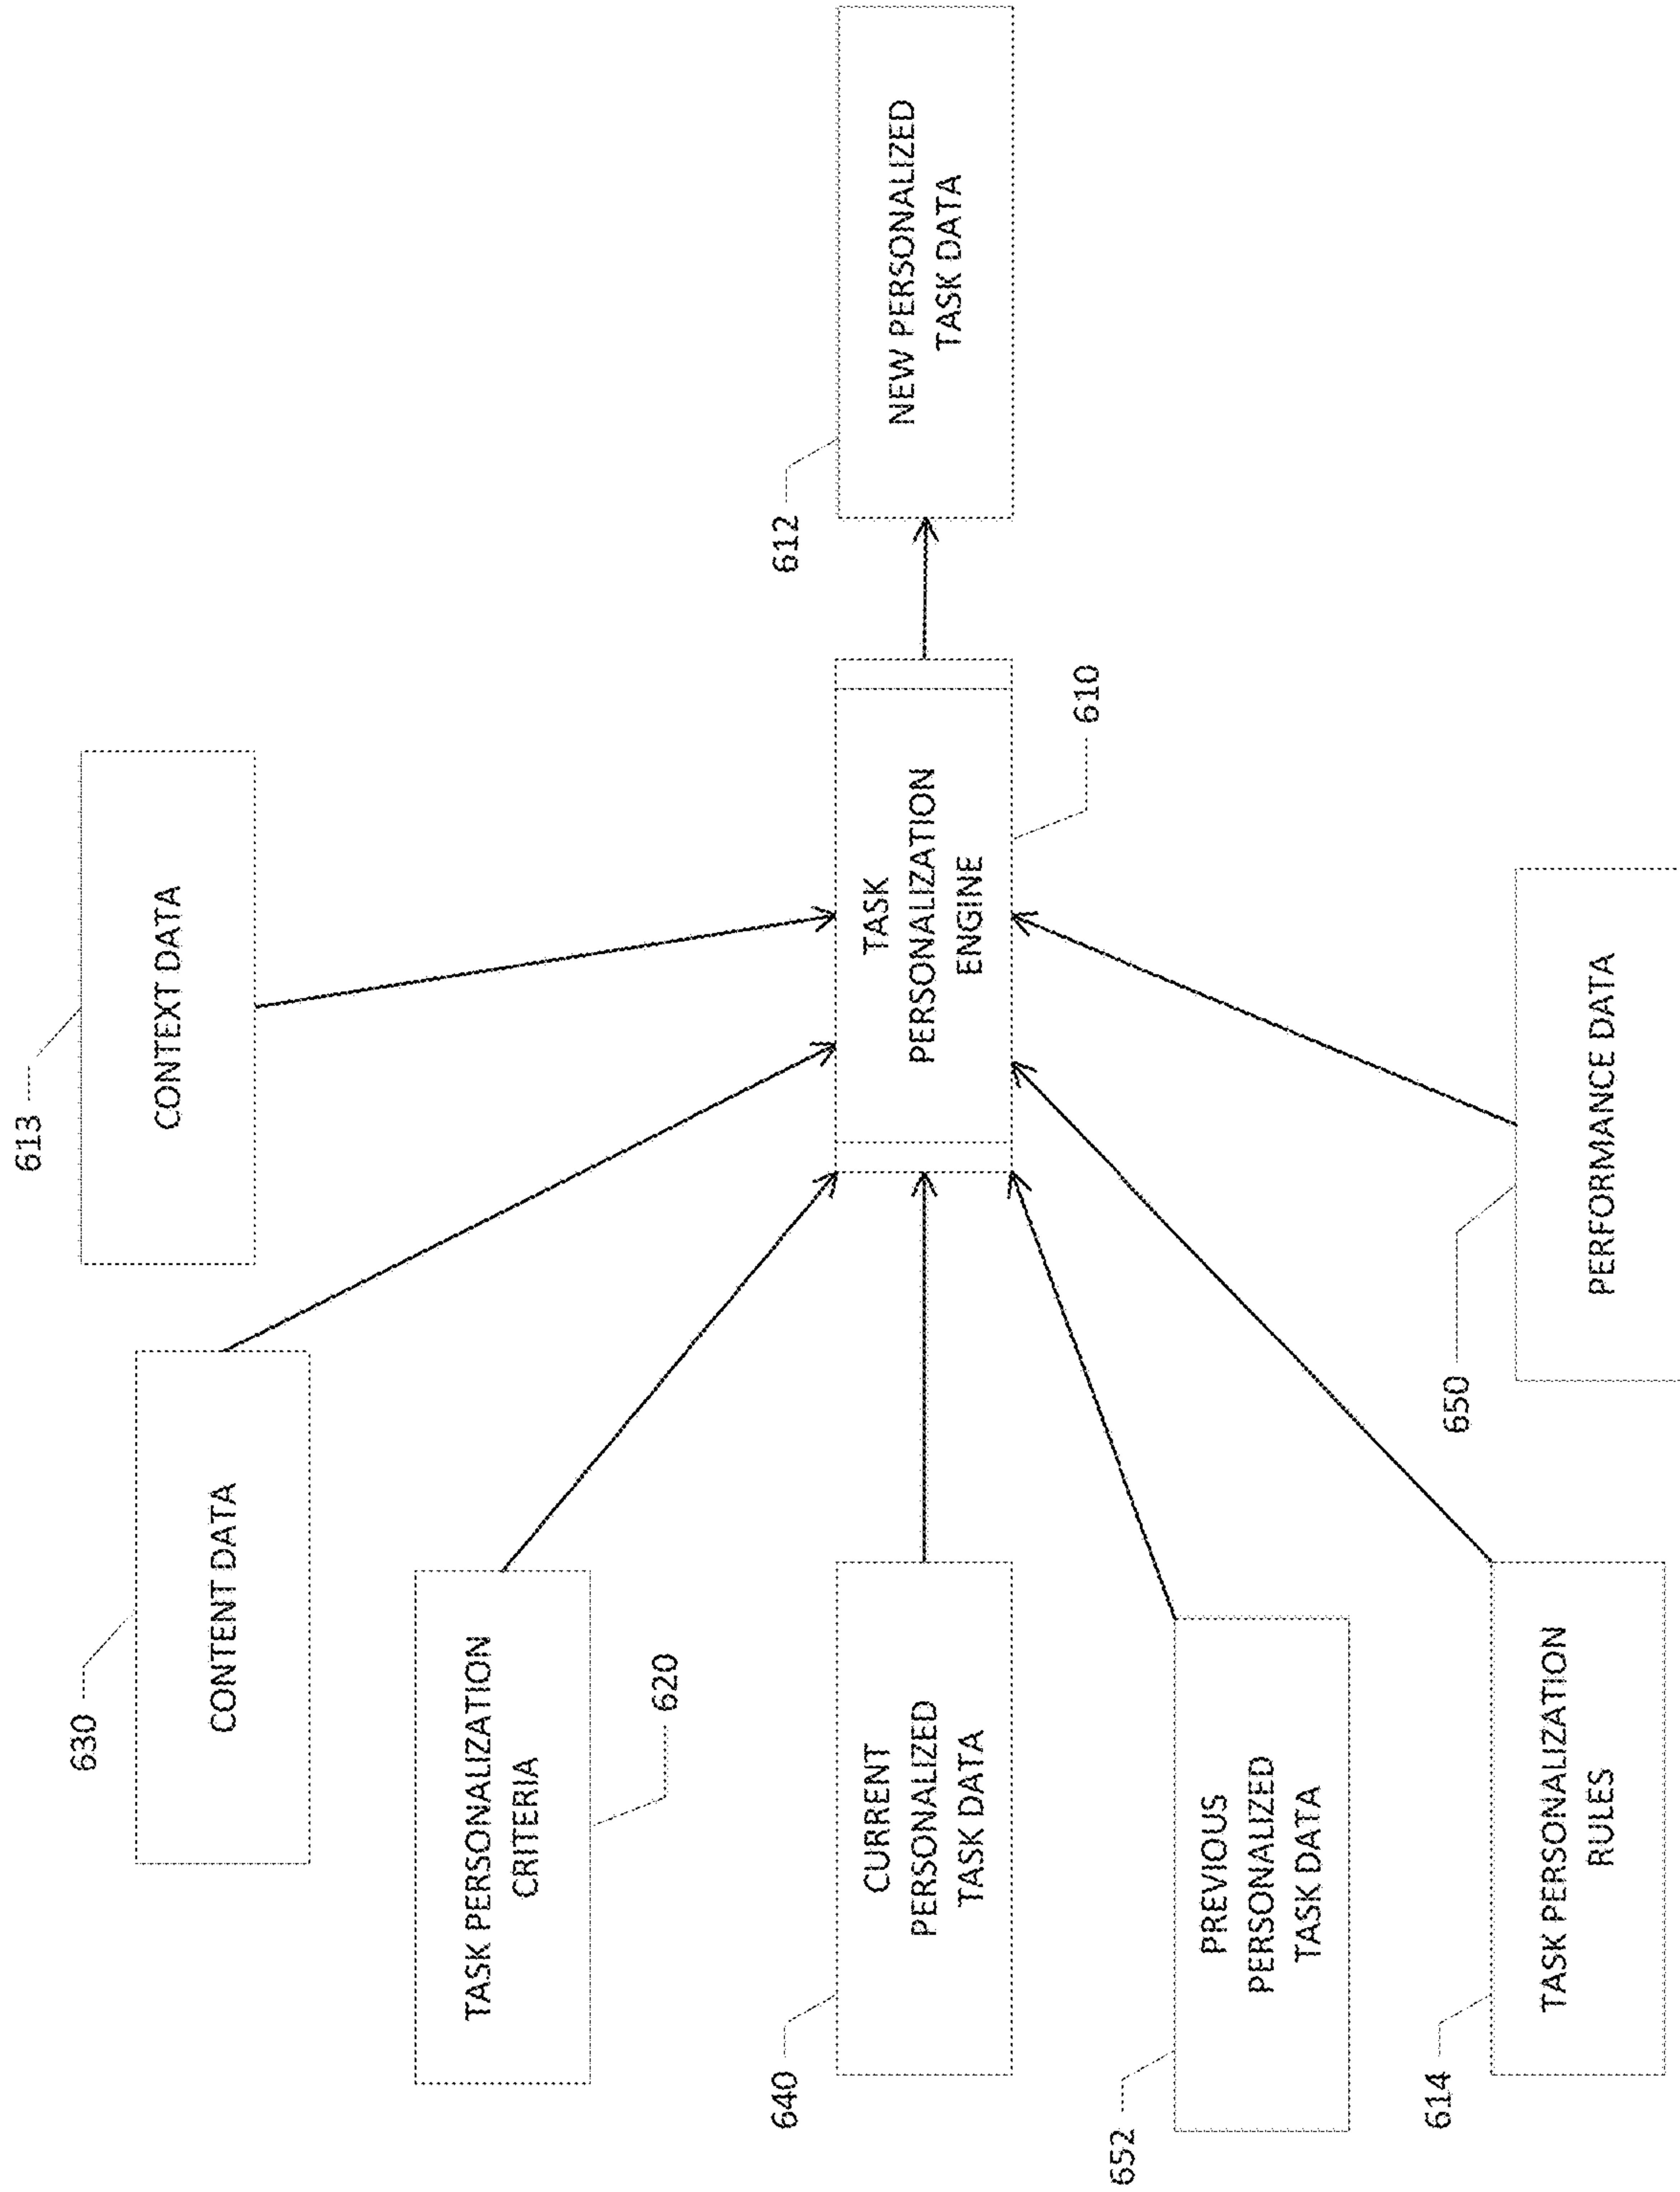 613
CONTEXT DATA
630
CONTENT DATA
TASK PERSONALIZATION
CRITERIA
620
640
CURRENT
PERSONALIZED
TASK DATA
652
PREVIOUS
PERSONALIZED
TASK DATA
614
TASK PERSONALIZATION
RULES
650
PERFORMANCE DATA
TASK
PERSONALIZATION
ENGINE
610
612
NEW PERSONALIZED
TASK DATA